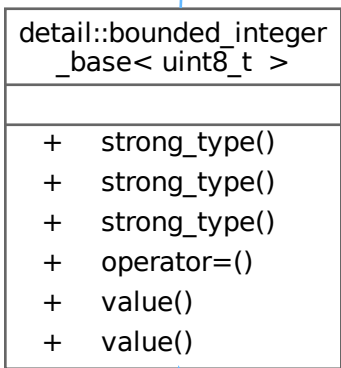 detail::bounded_integer
_base< uint8_t >
+ strong_type()
+ strong_type()
+ strong_type()
+ operator=()
+ value()
+ value()